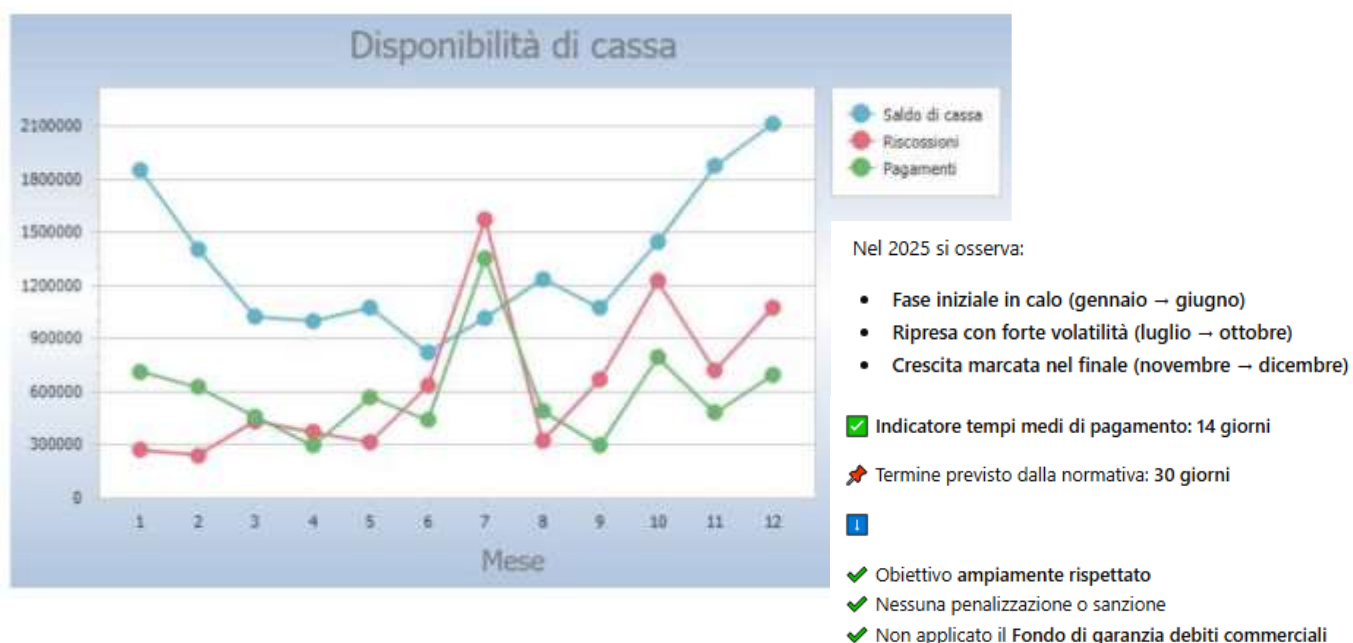 Disponibilità di cassa
2100000
1800000
1500000
1200000
900000
600000
300000
0
1 2 3 4 5 6 7 8 9 10 11 12
Mese
Saldo di cassa
Riscossioni
Pagamenti
Nel 2025 si osserva:
• Fase iniziale in calo (gennaio → giugno)
• Ripresa con forte volatilità (luglio → ottobre)
• Crescita marcata nel finale (novembre → dicembre)
✅ Indicatore tempi medi di pagamento: 14 giorni
📌 Termine previsto dalla normativa: 30 giorni
⬇️
✔ Obiettivo ampiamente rispettato
✔ Nessuna penalizzazione o sanzione
✔ Non applicato il Fondo di garanzia debiti commerciali